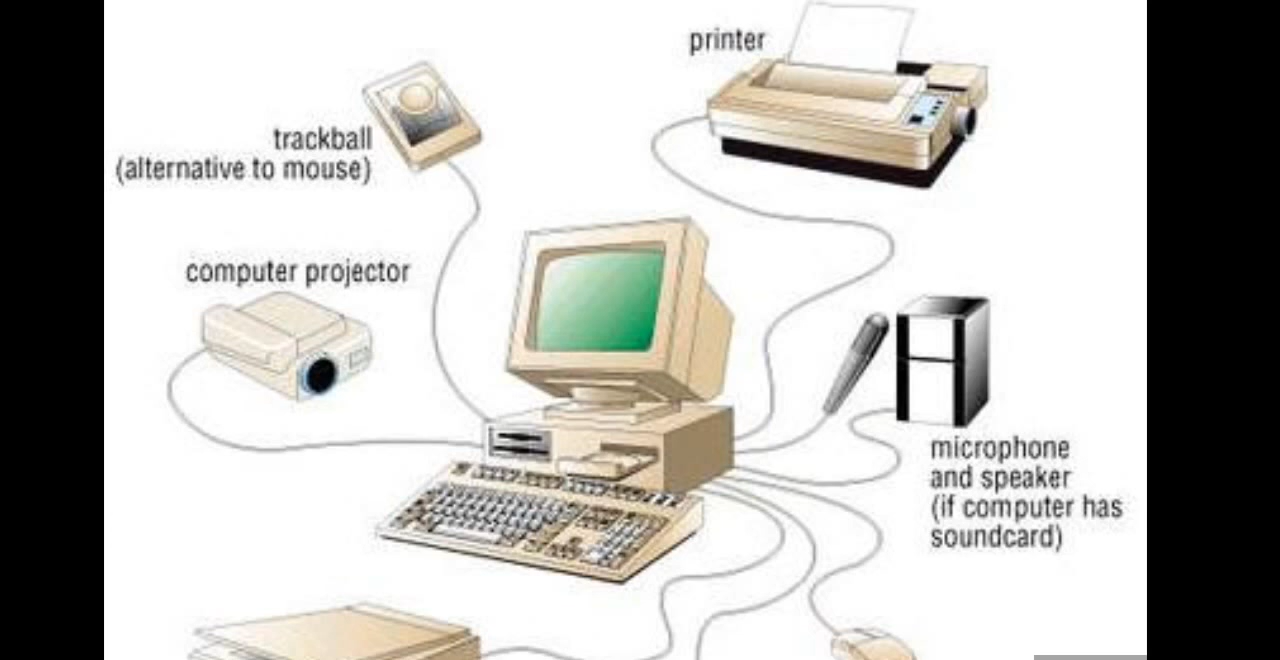 printer
trackball
(alternative to mouse)
computer projector
microphone
and speaker
(if computer has
soundcard)